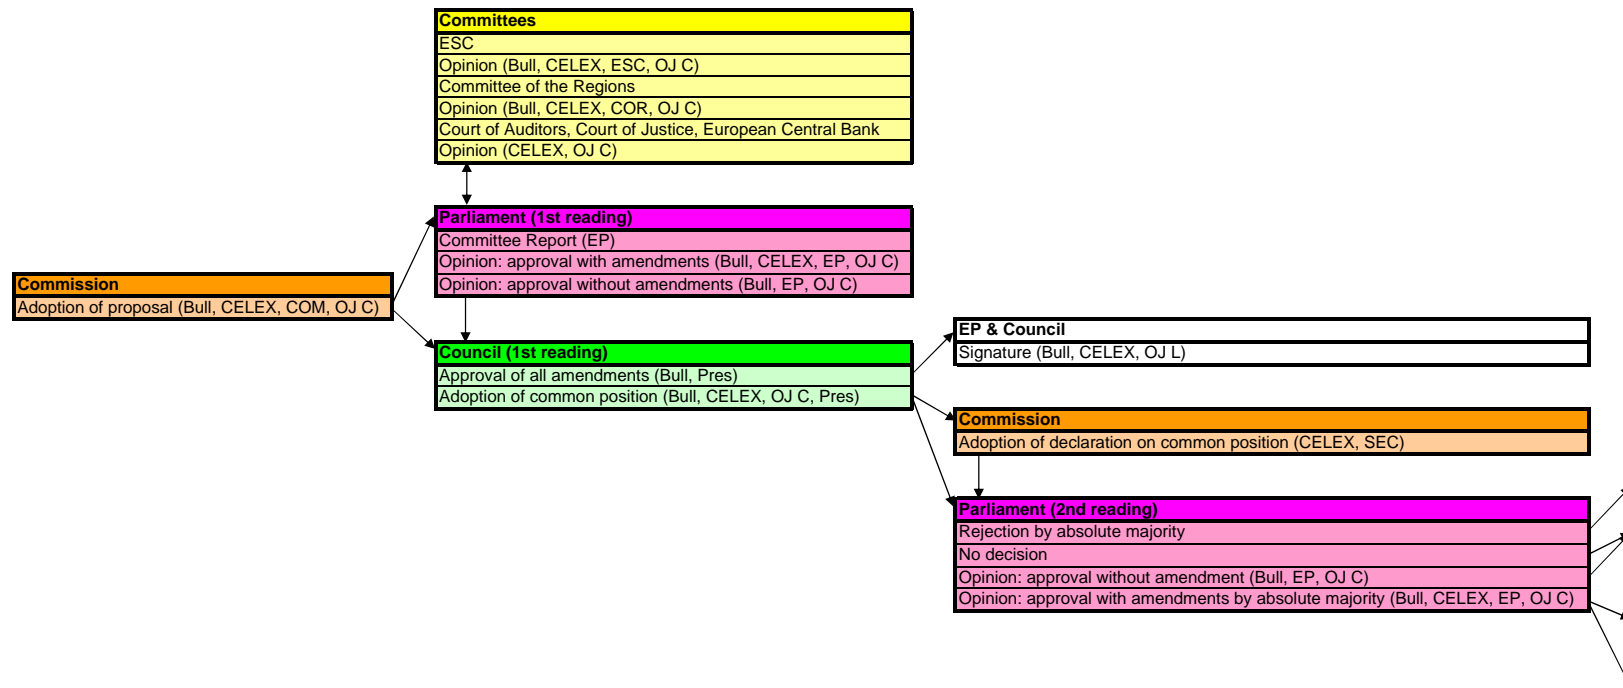 Committees
ESC
Opinion (Bull, CELEX, ESC, OJ C)
Committee of the Regions
Opinion (Bull, CELEX, COR, OJ C)
Court of Auditors, Court of Justice, European Central Bank
Opinion (CELEX, OJ C)
Parliament (1st reading)
Committee Report (EP)
Opinion: approval with amendments (Bull, CELEX, EP, OJ C)
Opinion: approval without amendments (Bull, EP, OJ C)
Commission
Adoption of proposal (Bull, CELEX, COM, OJ C)
Council (1st reading)
Approval of all amendments (Bull, Pres)
Adoption of common position (Bull, CELEX, OJ C, Pres)
EP & Council
Signature (Bull, CELEX, OJ L)
Commission
Adoption of declaration on common position (CELEX, SEC)
Parliament (2nd reading)
Rejection by absolute majority
No decision
Opinion: approval without amendment (Bull, EP, OJ C)
Opinion: approval with amendments by absolute majority (Bull, CELEX, EP, OJ C)